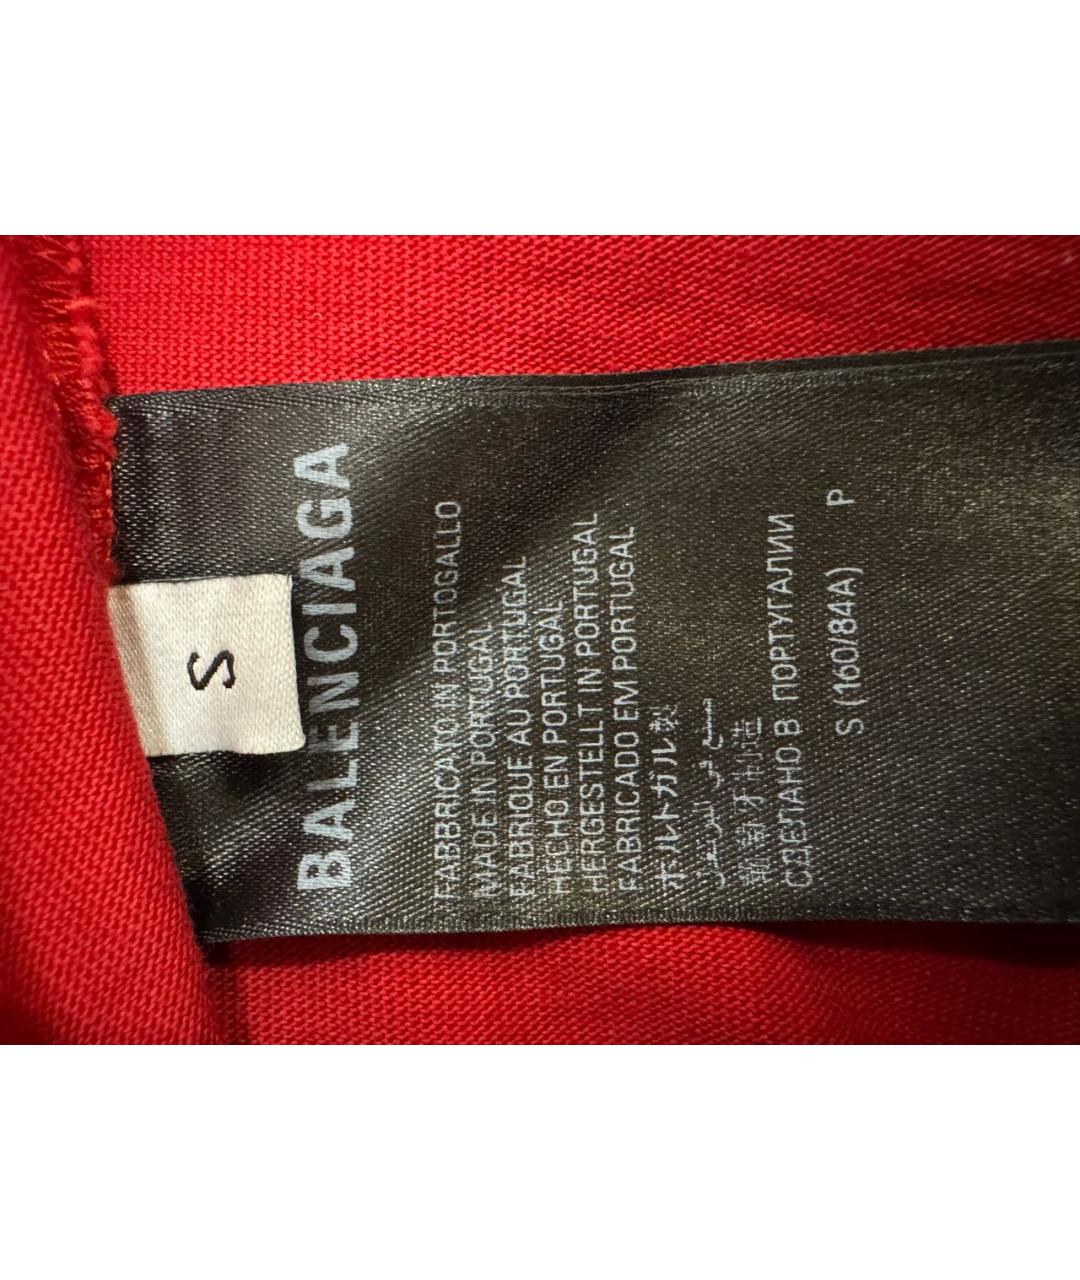 S
BALENCIAGA
FABBRICATO IN PORTOGALLO
MADE IN PORTUGAL
FABRIQUE AU PORTUGAL
HECHO EN PORTUGAL
HERGESTELLT IN PORTUGAL
FABRICADO EM PORTUGAL
ポルトガル製
صنع في البرتغال
葡萄牙制造
СДЕЛАНО В ПОРТУГАЛИИ
S (160/84A) P